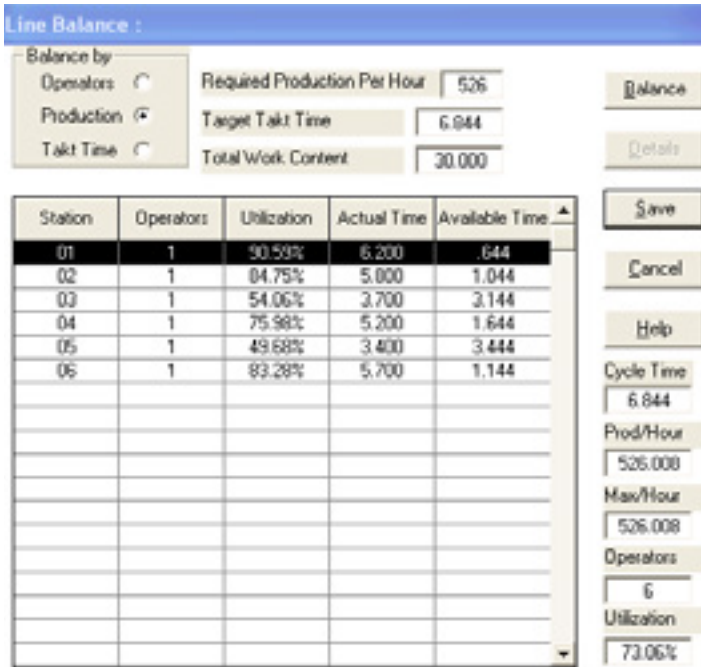 Line Balance :
Balance by
Operators
Production
Takt Time
Required Production Per Hour 526
Target Takt Time 6.844
Total Work Content 30.000
Balance
Details
Save
Cancel
Help
Station Operators Utilization Actual Time Available Time
01 1 90.59% 6.200 .644
02 1 84.75% 5.800 1.044
03 1 54.06% 3.700 3.144
04 1 75.98% 5.200 1.644
05 1 49.68% 3.400 3.444
06 1 83.28% 5.700 1.144
Cycle Time
6.844
Prod/Hour
526.008
Max/Hour
526.008
Operators
6
Utilization
73.06%